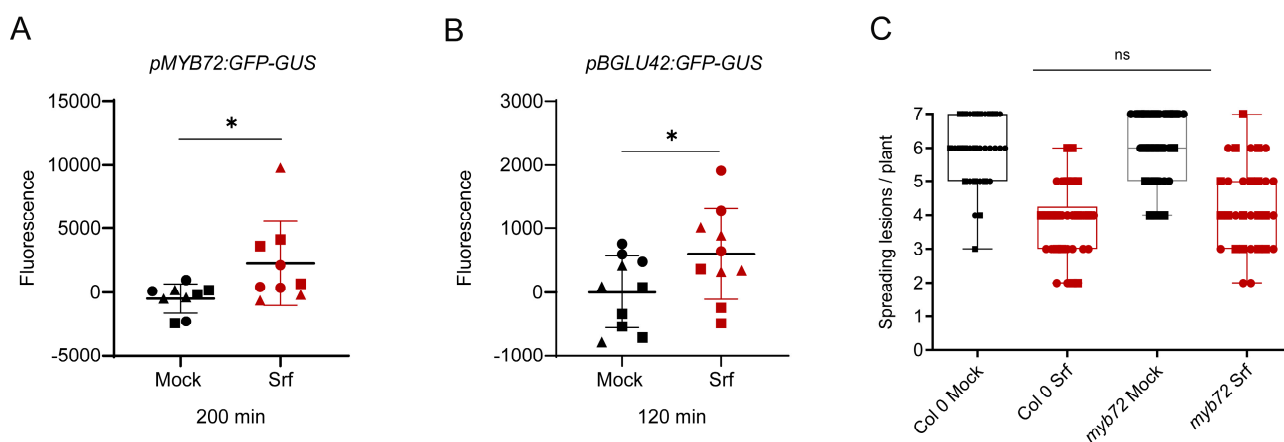 A
pMYB72:GFP-GUS
*
Fluorescence
15000
10000
5000
0
-5000
Mock
Srf
200 min
B
pBGLU42:GFP-GUS
*
Fluorescence
3000
2000
1000
0
-1000
Mock
Srf
120 min
C
ns
Spreading lesions / plant
7
6
5
4
3
2
1
0
Col 0 Mock
Col 0 Srf
myb72 Mock
myb72 Srf